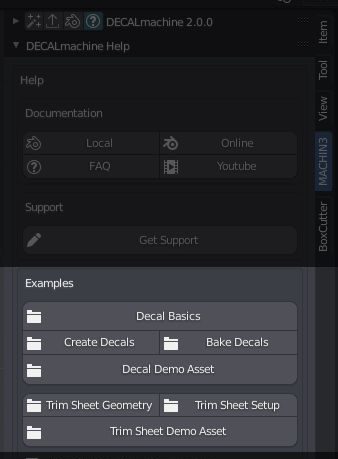 DECALmachine 2.0.0
DECALmachine Help
Help
Documentation
Local
Online
FAQ
Youtube
Support
Get Support
Examples
Decal Basics
Create Decals
Bake Decals
Decal Demo Asset
Trim Sheet Geometry
Trim Sheet Setup
Trim Sheet Demo Asset
Item
Tool
View
MACHIN3
BoxCutter